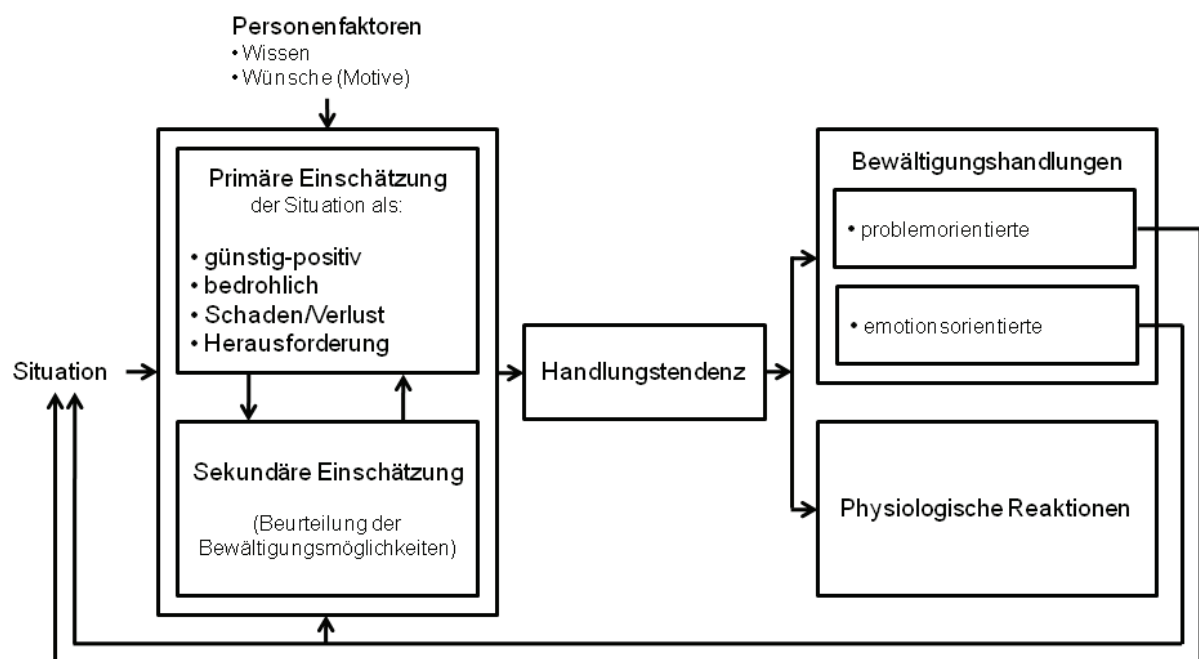 Personenfaktoren
• Wissen
• Wünsche (Motive)
Primäre Einschätzung
der Situation als:
• günstig-positiv
• bedrohlich
• Schaden/Verlust
• Herausforderung
Situation
Sekundäre Einschätzung
(Beurteilung der
Bewältigungsmöglichkeiten)
Handlungstendenz
Bewältigungshandlungen
• problemorientierte
• emotionsorientierte
Physiologische Reaktionen